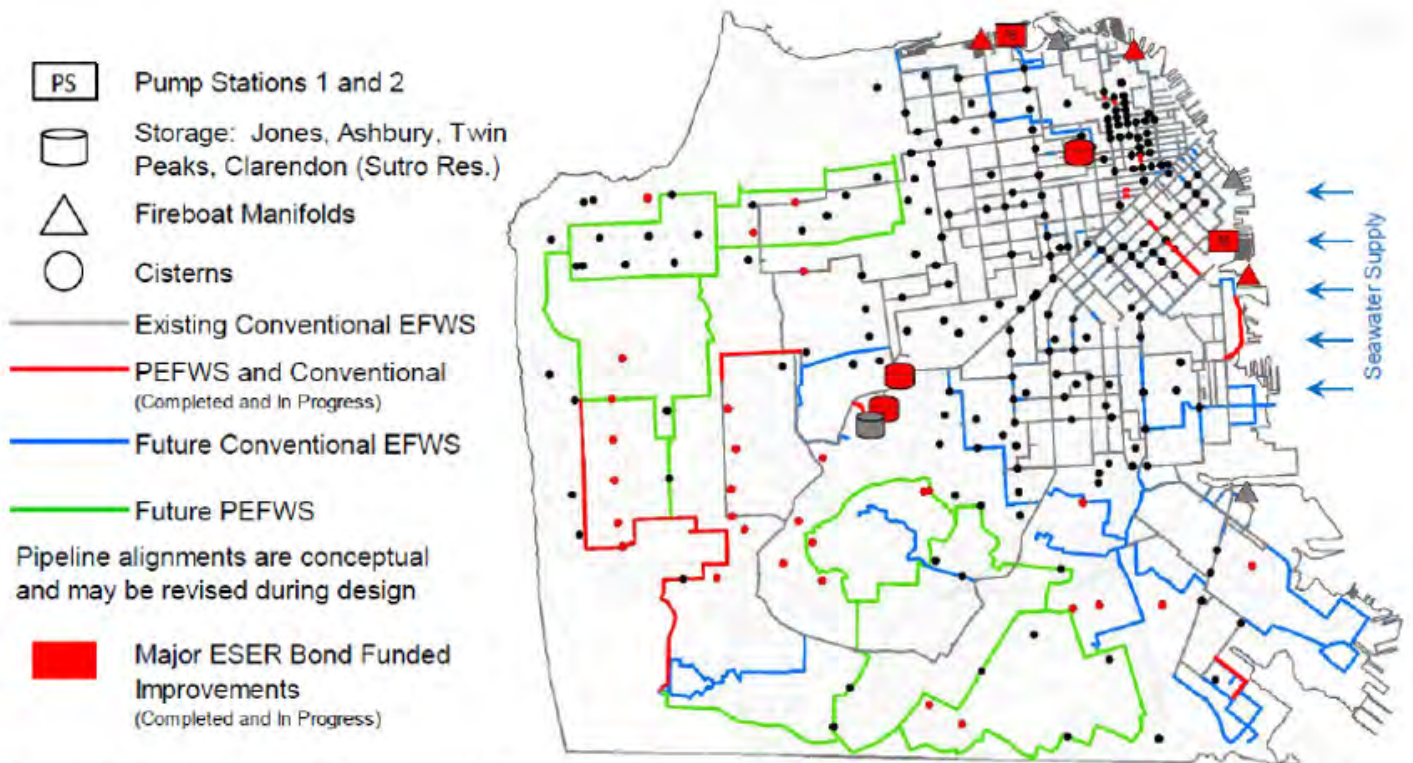 PS
Pump Stations 1 and 2
Storage: Jones, Ashbury, Twin
Peaks, Clarendon (Sutro Res.)
Fireboat Manifolds
Cisterns
Existing Conventional EFWS
PEFWS and Conventional
(Completed and In Progress)
Future Conventional EFWS
Future PEFWS
Pipeline alignments are conceptual
and may be revised during design
Major ESER Bond Funded
Improvements
(Completed and In Progress)
PS
PS
Seawater Supply